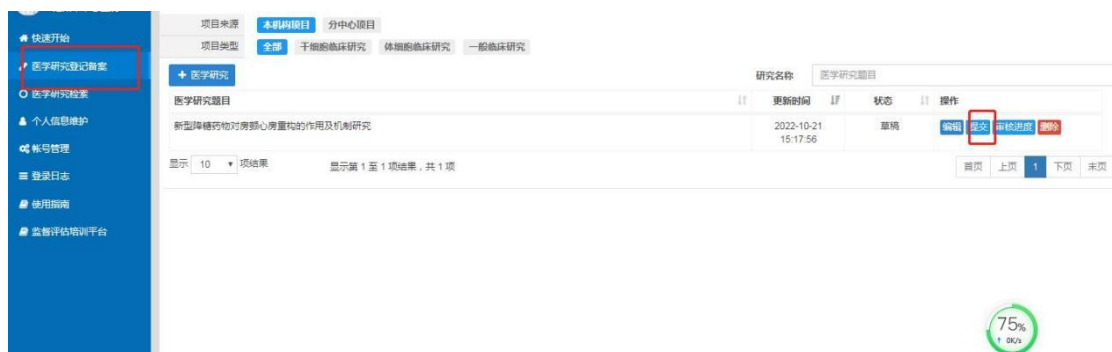 项目来源 本机构项目 分中心项目
快速开始
项目类型 全部 干细胞临床研究 体细胞临床研究 一般临床研究
医学研究登记备案
+ 医学研究 研究名称 医学研究题目
医学研究检索
医学研究题目 更新时间 状态 操作
个人信息维护
新型降糖药物对房颤心房重构的作用及机制研究 2022-10-21 草稿 编辑 提交 审核进度 删除
15:17:56
帐号管理
显示 10 项结果 显示第 1 至 1 项结果，共 1 项 首页 上页 1 下页 末页
登录日志
使用指南
监督评估培训平台
75%
↑ 0K/s